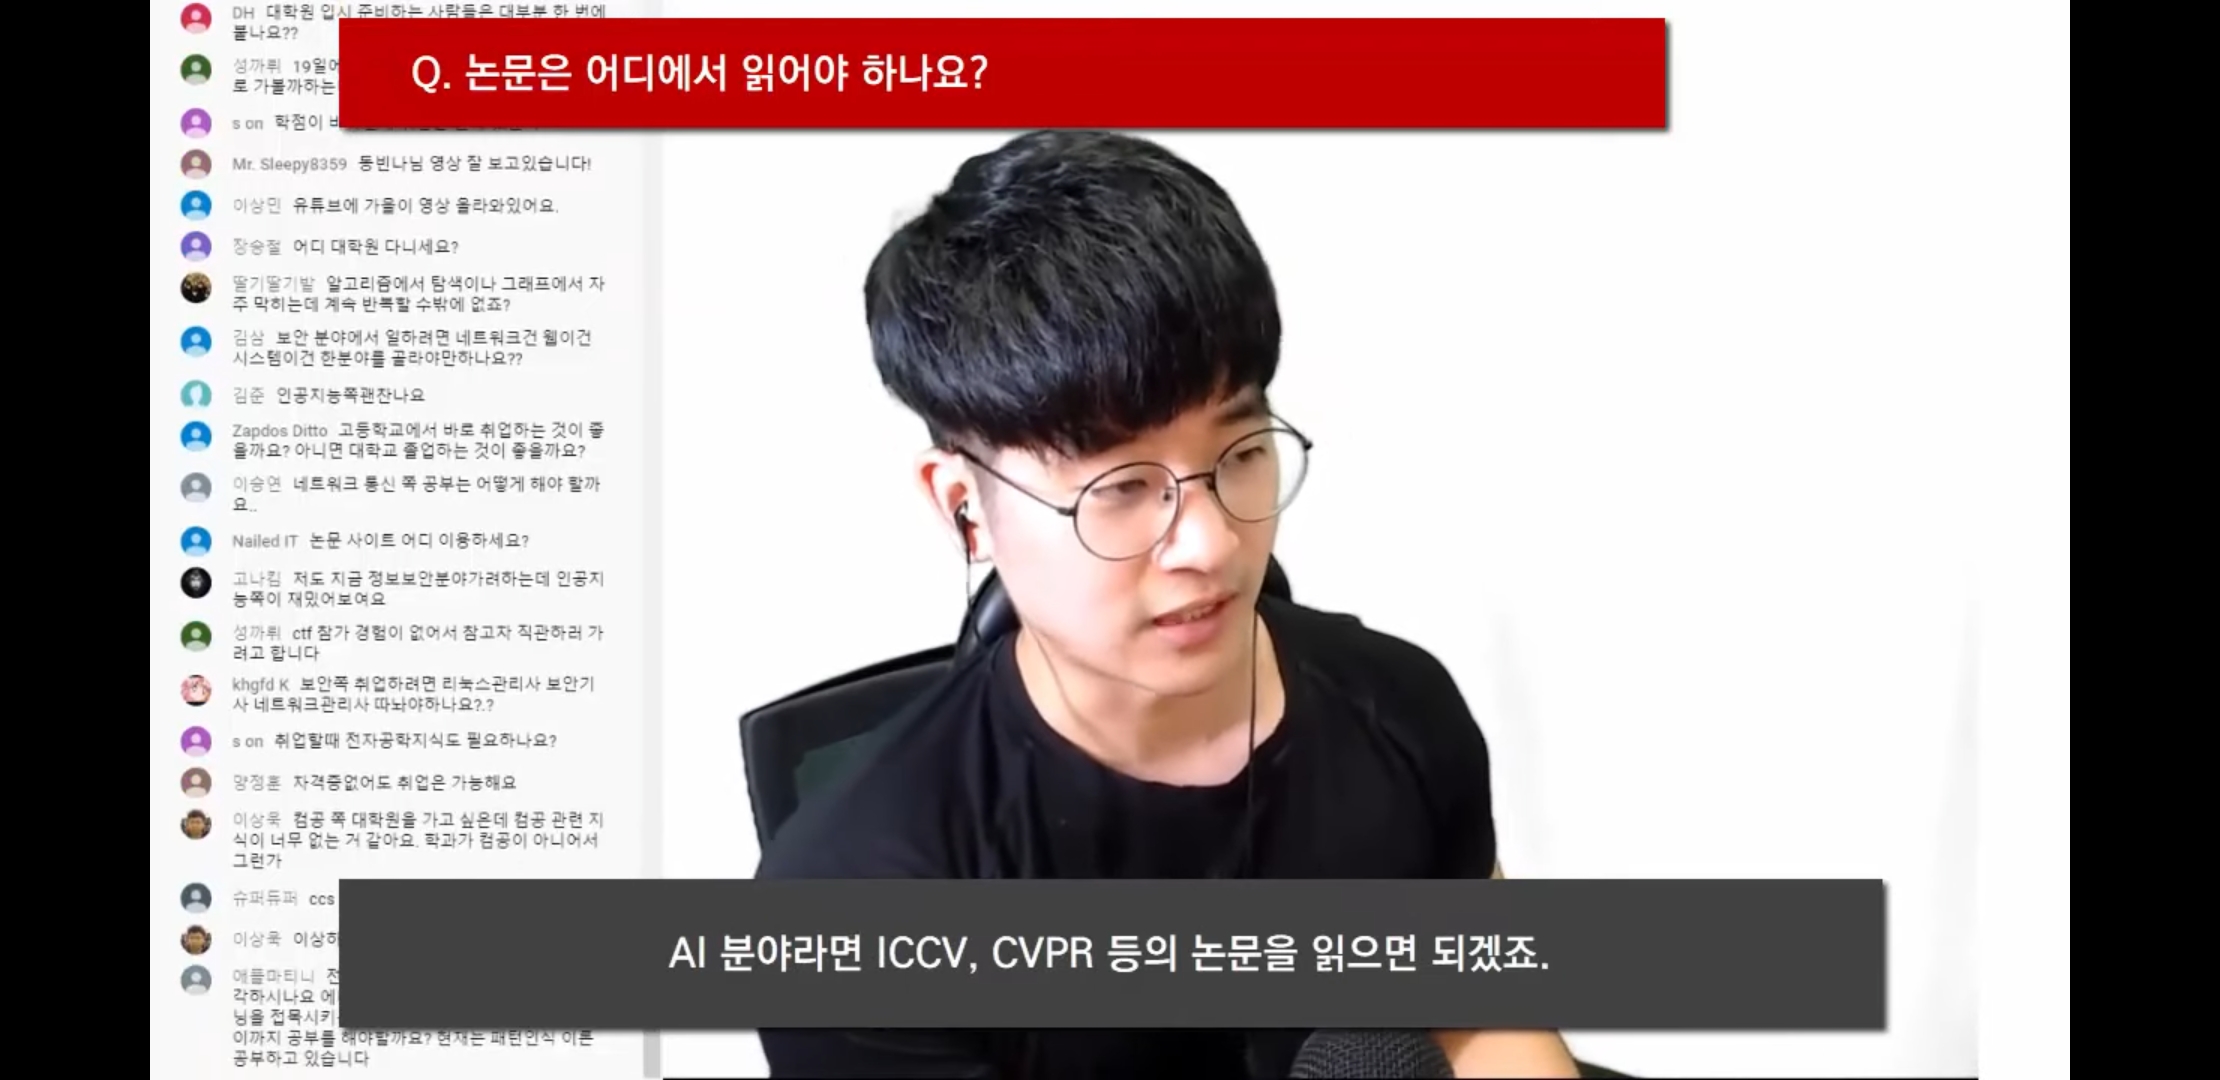 DH 대학원 입시 준비하는 사람들은 대부분 한 번에
붙나요??
Q. 논문은 어디에서 읽어야 하나요?
성까뤼 19일
로 가볼까하는
s on 학점이
Mr. Sleepy8359 동빈나님 영상 잘 보고있습니다!
이상민 유튜브에 가을이 영상 올라와있어요.
장승철 어디 대학원 다니세요?
딸기딸기밭 알고리즘에서 탐색이나 그래프에서 자
주 막히는데 계속 반복할 수밖에 없죠?
김삼 보안 분야에서 일하려면 네트워크건 웹이건
시스템이건 한분야를 골라야만하나요??
김준 인공지능쪽괜찬나요
Zapdos Ditto 고등학교에서 바로 취업하는 것이 좋
을까요? 아니면 대학교 졸업하는 것이 좋을까요?
이승연 네트워크 통신 쪽 공부는 어떻게 해야 할까
요..
Nailed IT 논문 사이트 어디 이용하세요?
고나킴 저도 지금 정보보안분야가려하는데 인공지
능쪽이 재밌어보여요
성까뤼 ctf 참가 경험이 없어서 참고자 직관하러 가
려고 합니다
khgfd K 보안쪽 취업하려면 리눅스관리사 보안기
사 네트워크관리사 따놔야하나요?.?
s on 취업할때 전자공학지식도 필요하나요?
양정훈 자격증없어도 취업은 가능해요
이상욱 컴공 쪽 대학원을 가고 싶은데 컴공 관련 지
식이 너무 없는 거 같아요. 학과가 컴공이 아니어서
그런가
슈퍼듀퍼 ccs
이상욱 이상하
AI 분야라면 ICCV, CVPR 등의 논문을 읽으면 되겠죠.
애플마티니 전
각하시나요
닝을 접목시키
이까지 공부를 해야할까요? 현재는 패턴인식 이론
공부하고 있습니다